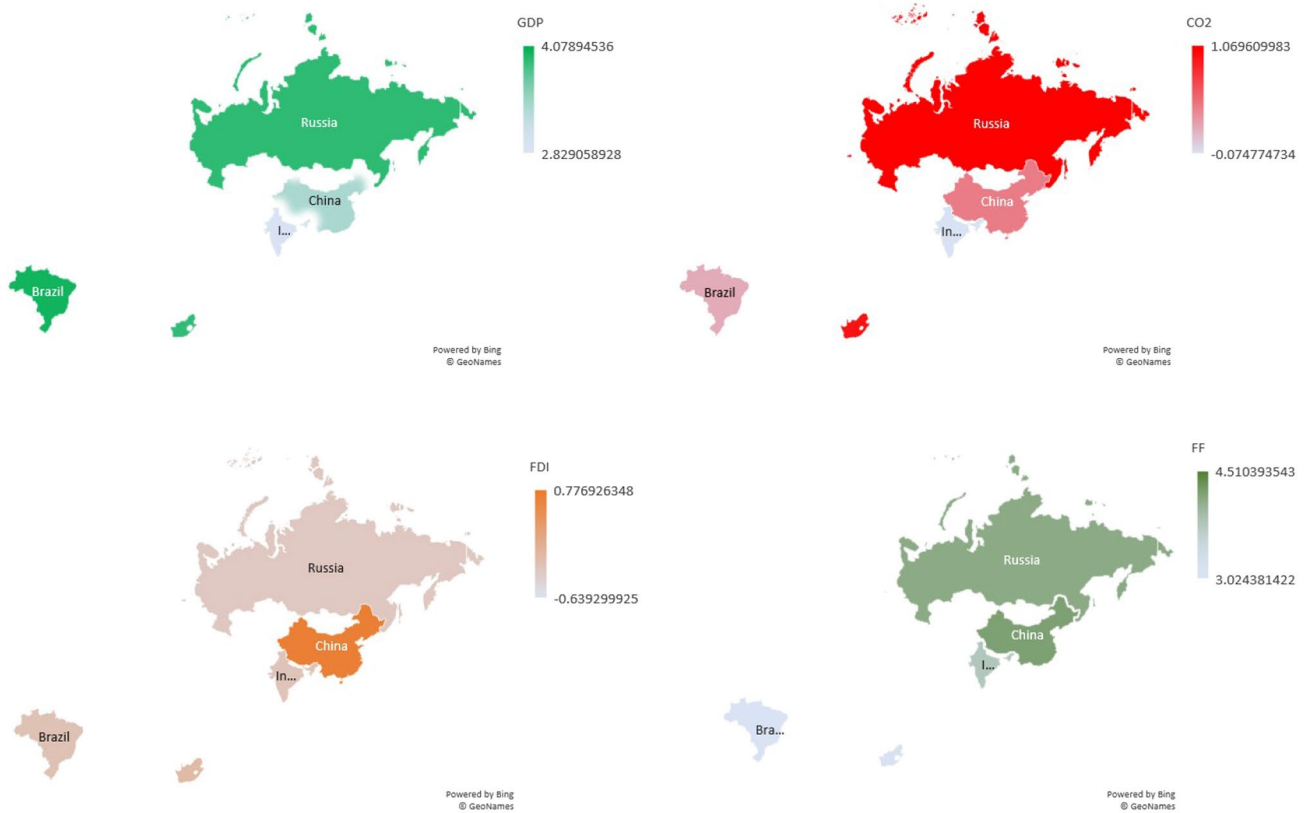 GDP
4.07894536
2.829058928
Russia
China
I...
Brazil
Powered by Bing
© GeoNames
CO2
1.069609983
-0.074774734
Russia
China
In...
Brazil
Powered by Bing
© GeoNames
FDI
0.776926348
-0.639299925
Russia
China
In...
Brazil
Powered by Bing
© GeoNames
FF
4.510393543
3.024381422
Russia
China
I...
Bra...
Powered by Bing
© GeoNames